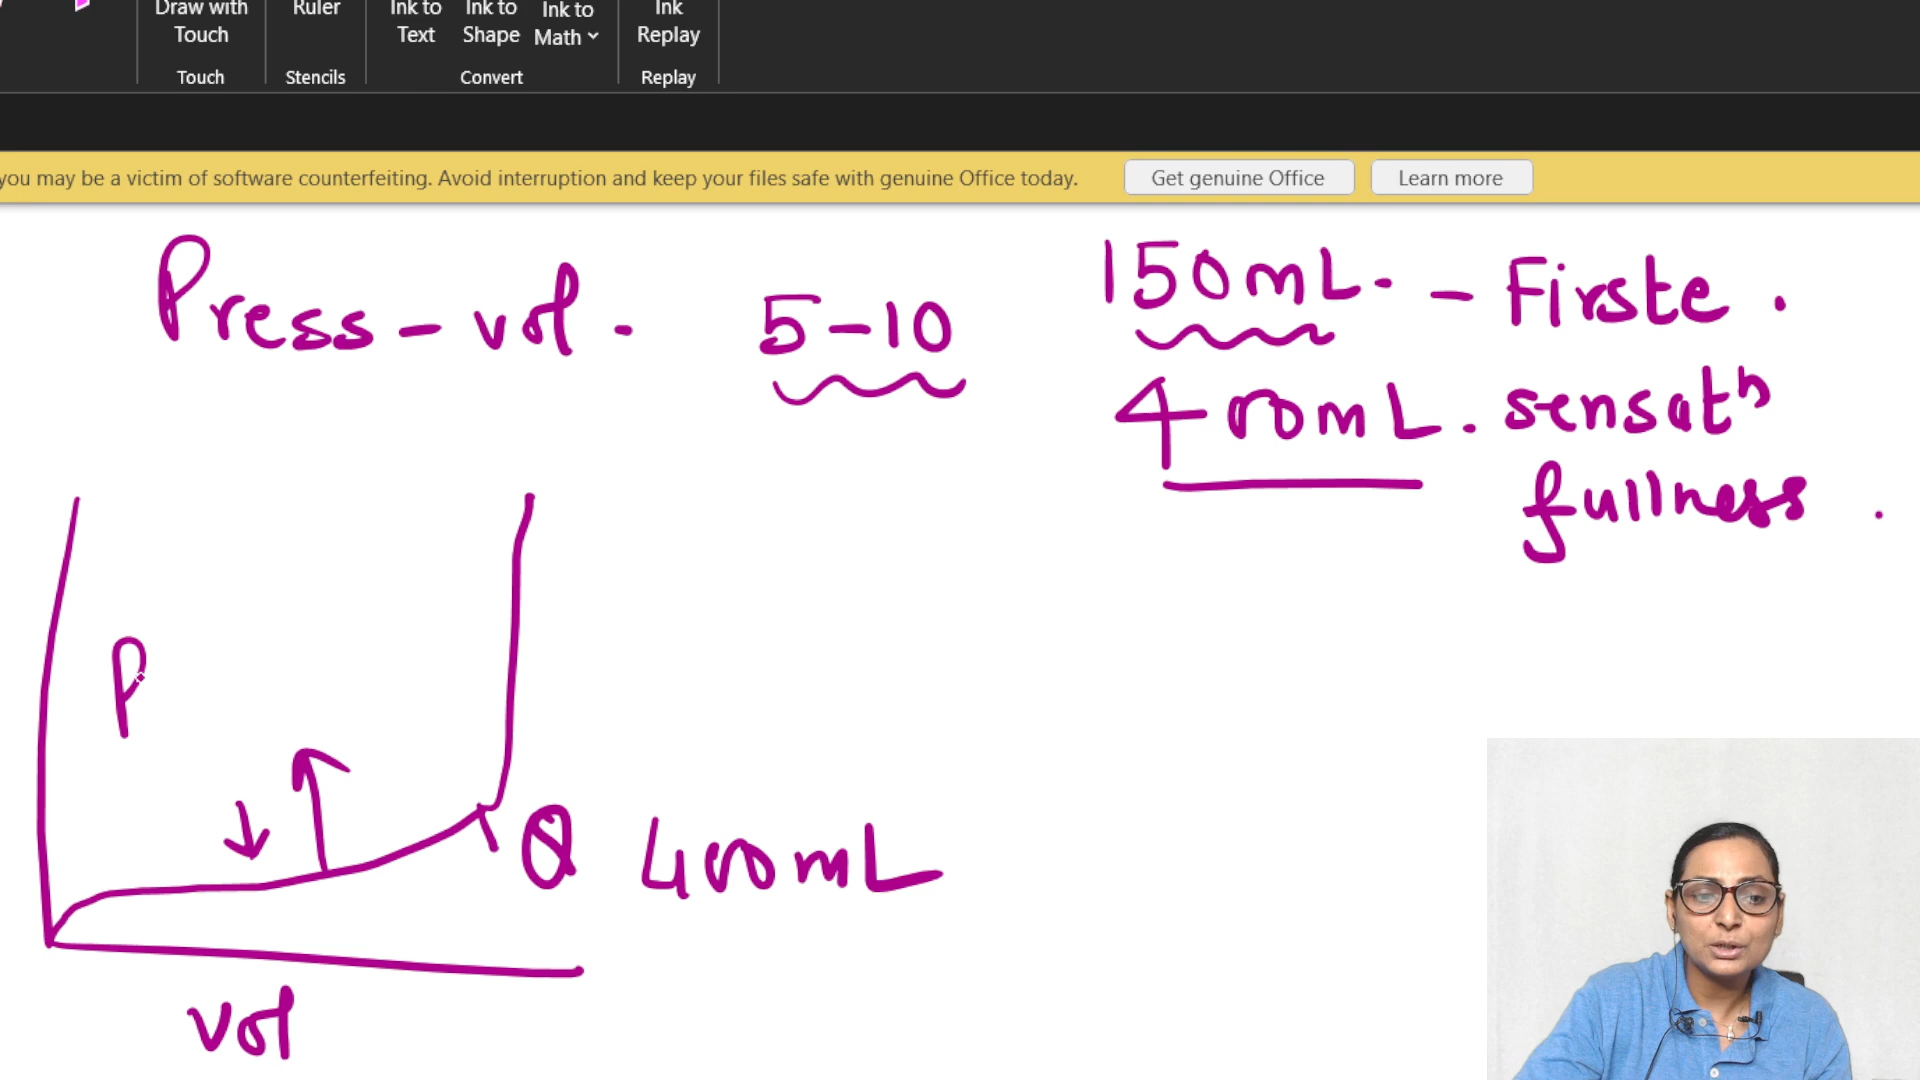 Draw with Touch
Ruler
Ink to Text
Ink to Shape
Ink to Math
Ink Replay
Touch
Stencils
Convert
Replay
you may be a victim of software counterfeiting. Avoid interruption and keep your files safe with genuine Office today.
Get genuine Office
Learn more
Press - vol.
5-10
150mL. - Firste.
400mL. sensatn
fullness.
P
400mL
vol